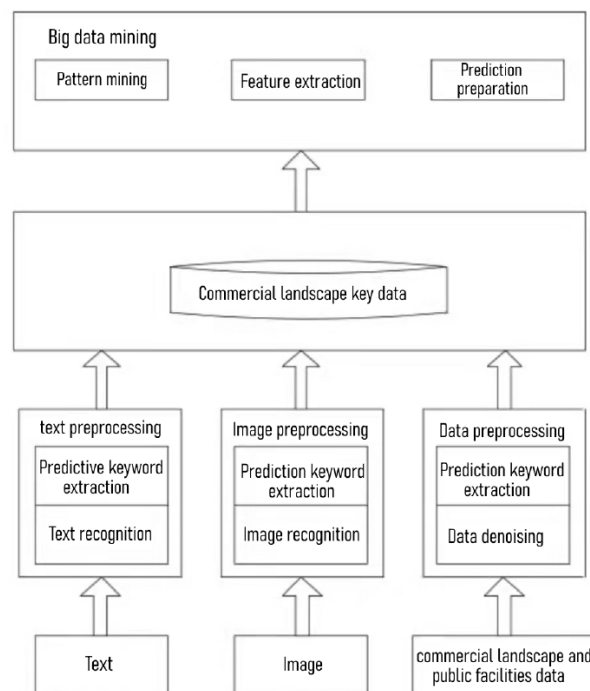 Big data mining
Pattern mining
Feature extraction
Prediction
preparation
Commercial landscape key data
text preprocessing
Predictive keyword
extraction
Text recognition
Image preprocessing
Prediction keyword
extraction
Image recognition
Data preprocessing
Prediction keyword
extraction
Data denoising
Text
Image
commercial landscape and
public facilities data